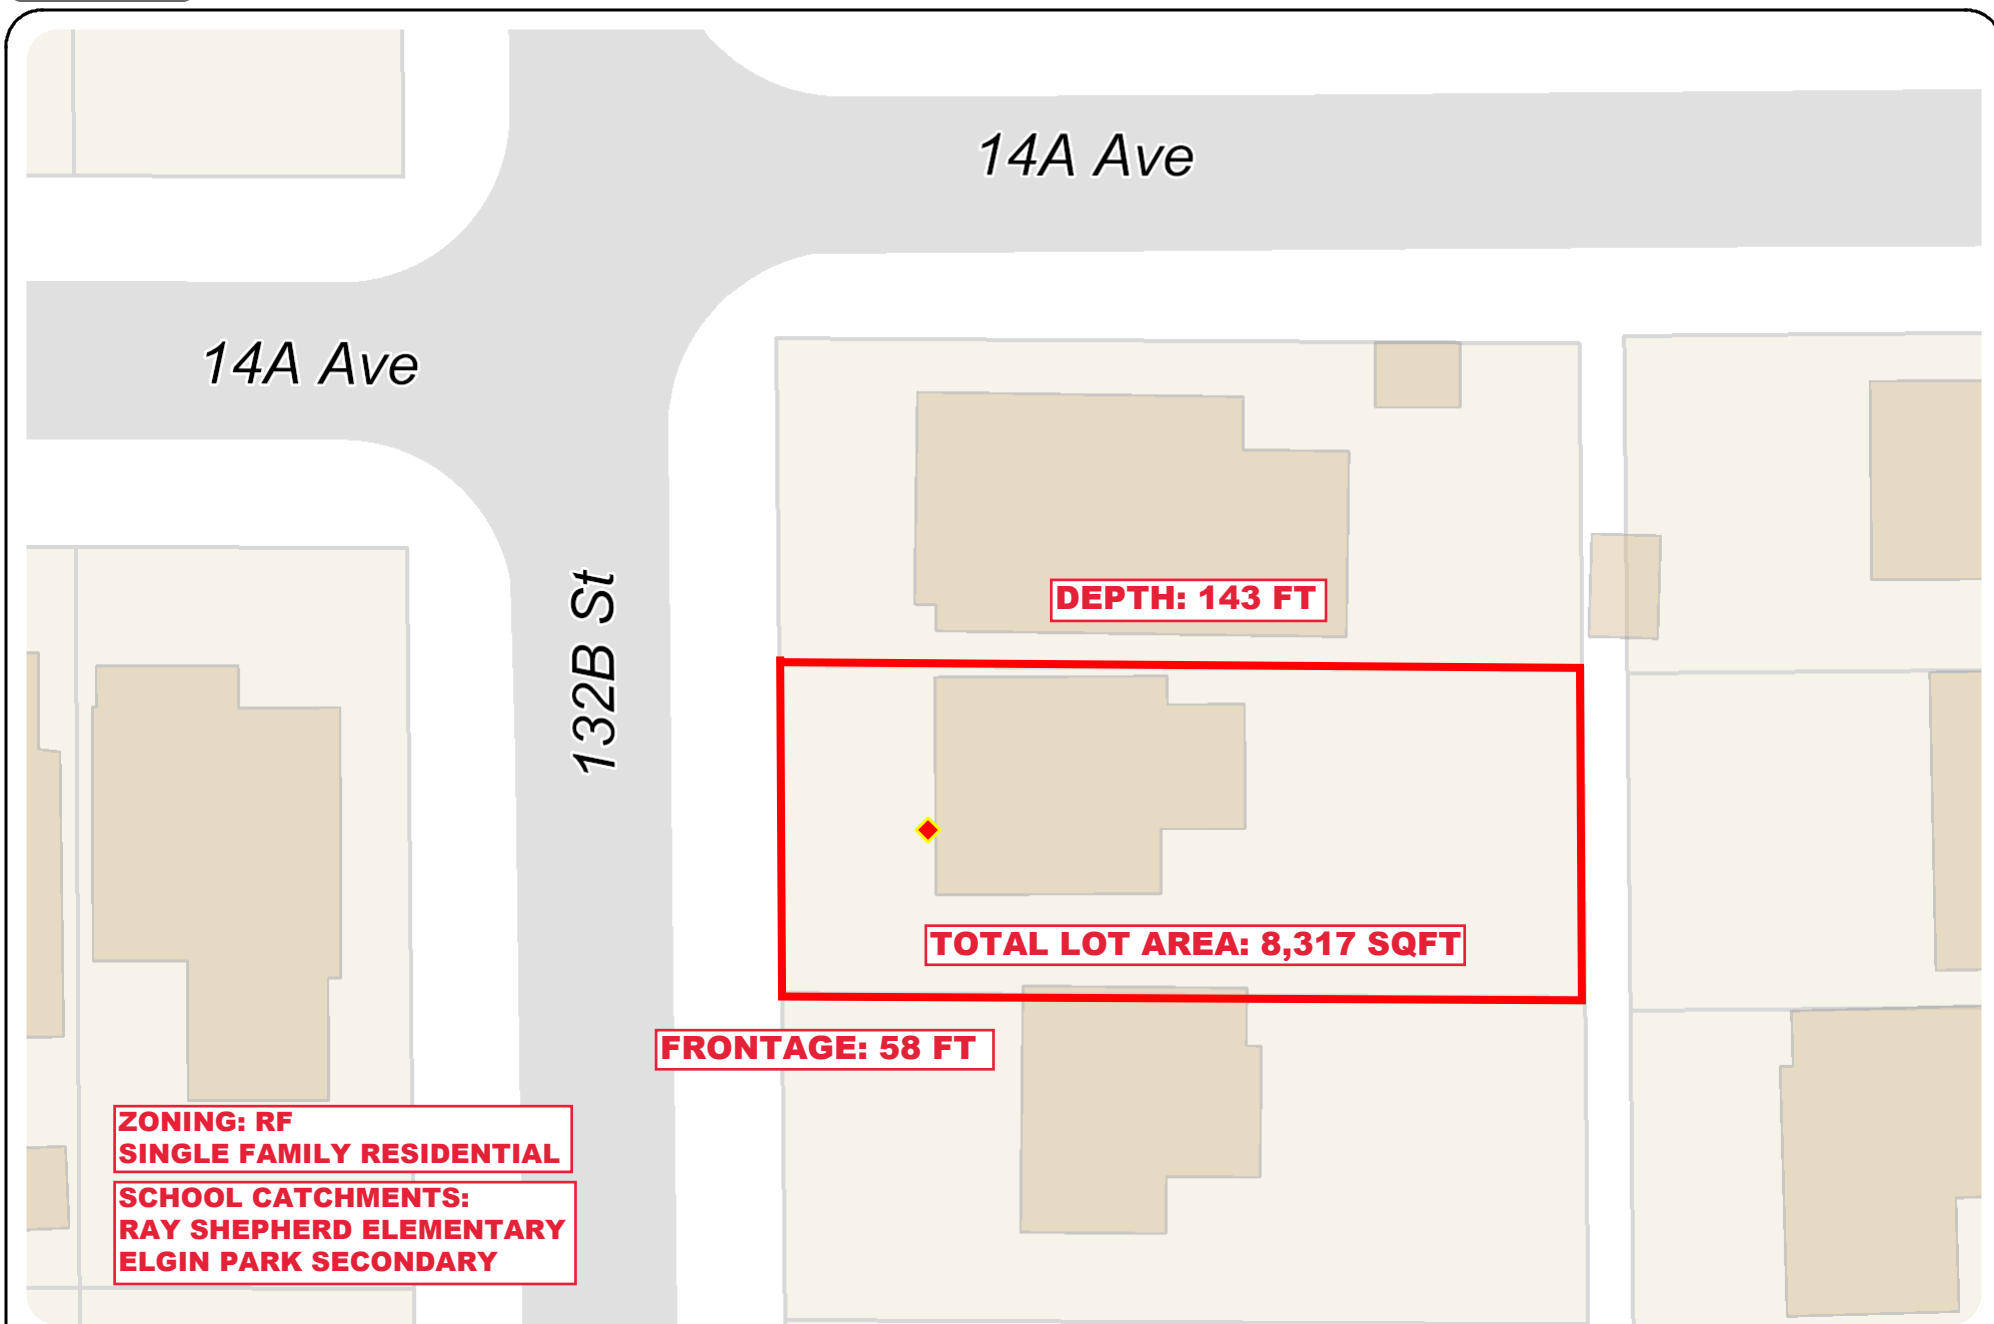 14A Ave
14A Ave
132B St
DEPTH: 143 FT
TOTAL LOT AREA: 8,317 SQFT
FRONTAGE: 58 FT
ZONING: RF
SINGLE FAMILY RESIDENTIAL
SCHOOL CATCHMENTS:
RAY SHEPHERD ELEMENTARY
ELGIN PARK SECONDARY